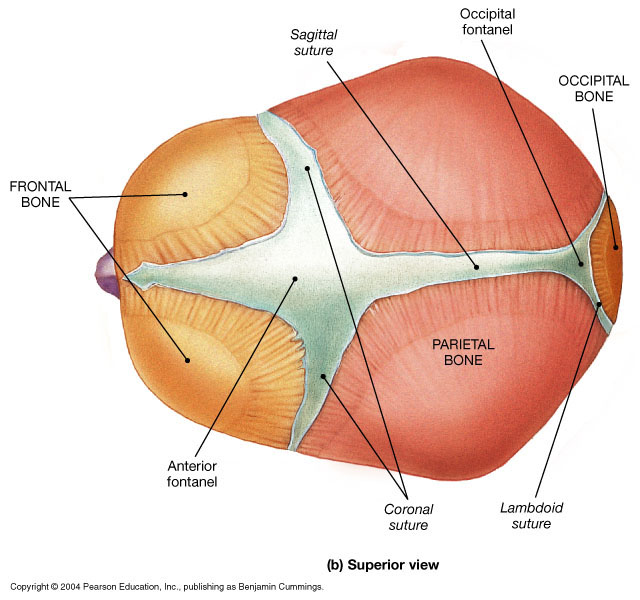 Occipital
fontanel
Sagittal
suture
OCCIPITAL
BONE
FRONTAL
BONE
PARIETAL
BONE
Anterior
fontanel
Coronal
suture
Lambdoid
suture
(b) Superior view
Copyright © 2004 Pearson Education, Inc., publishing as Benjamin Cummings.